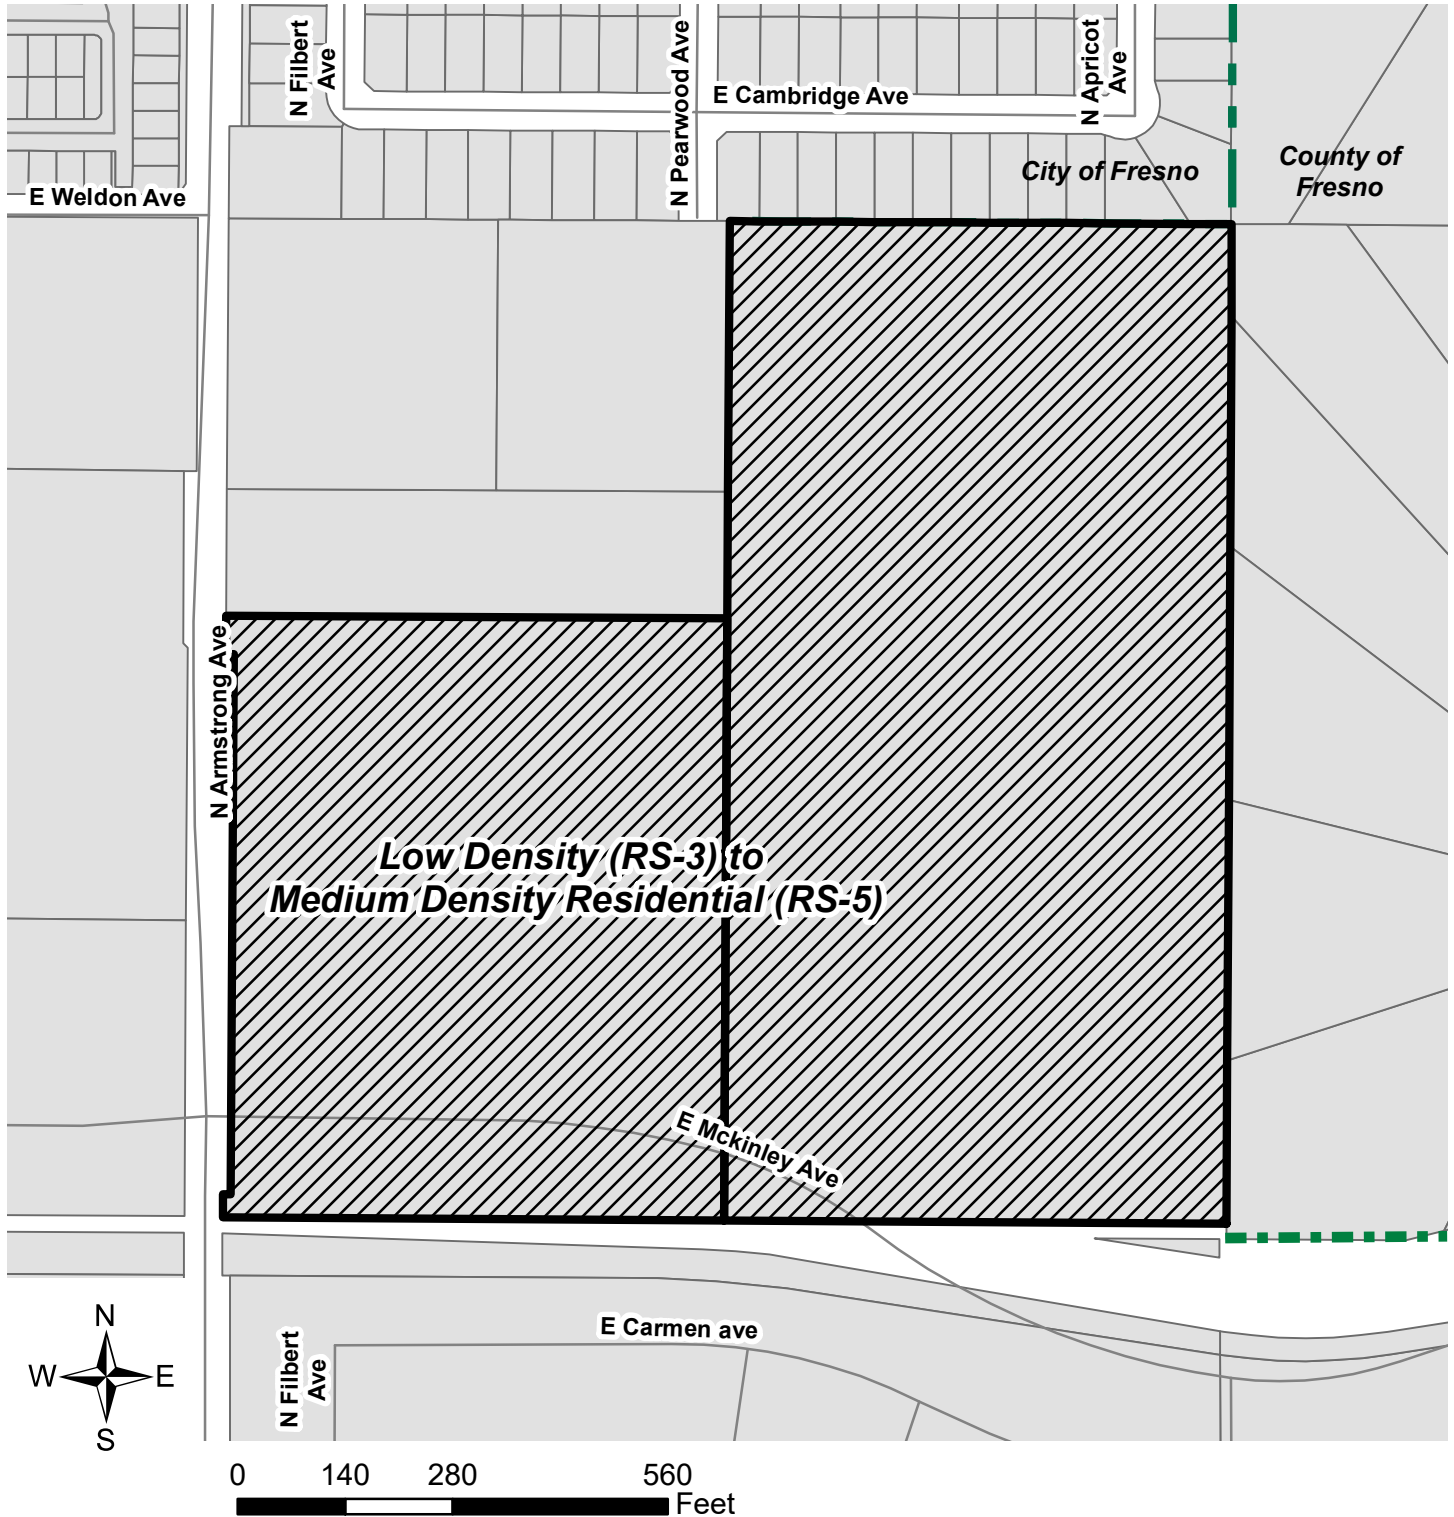 N Filbert
Ave
N Pearwood Ave
N Apricot
Ave
E Cambridge Ave
City of Fresno
County of
Fresno
E Weldon Ave
N Armstrong Ave
Low Density (RS-3) to
Medium Density Residential (RS-5)
E Mckinley Ave
E Carmen ave
N Filbert
Ave
N
W E
S
0 140 280 560
Feet